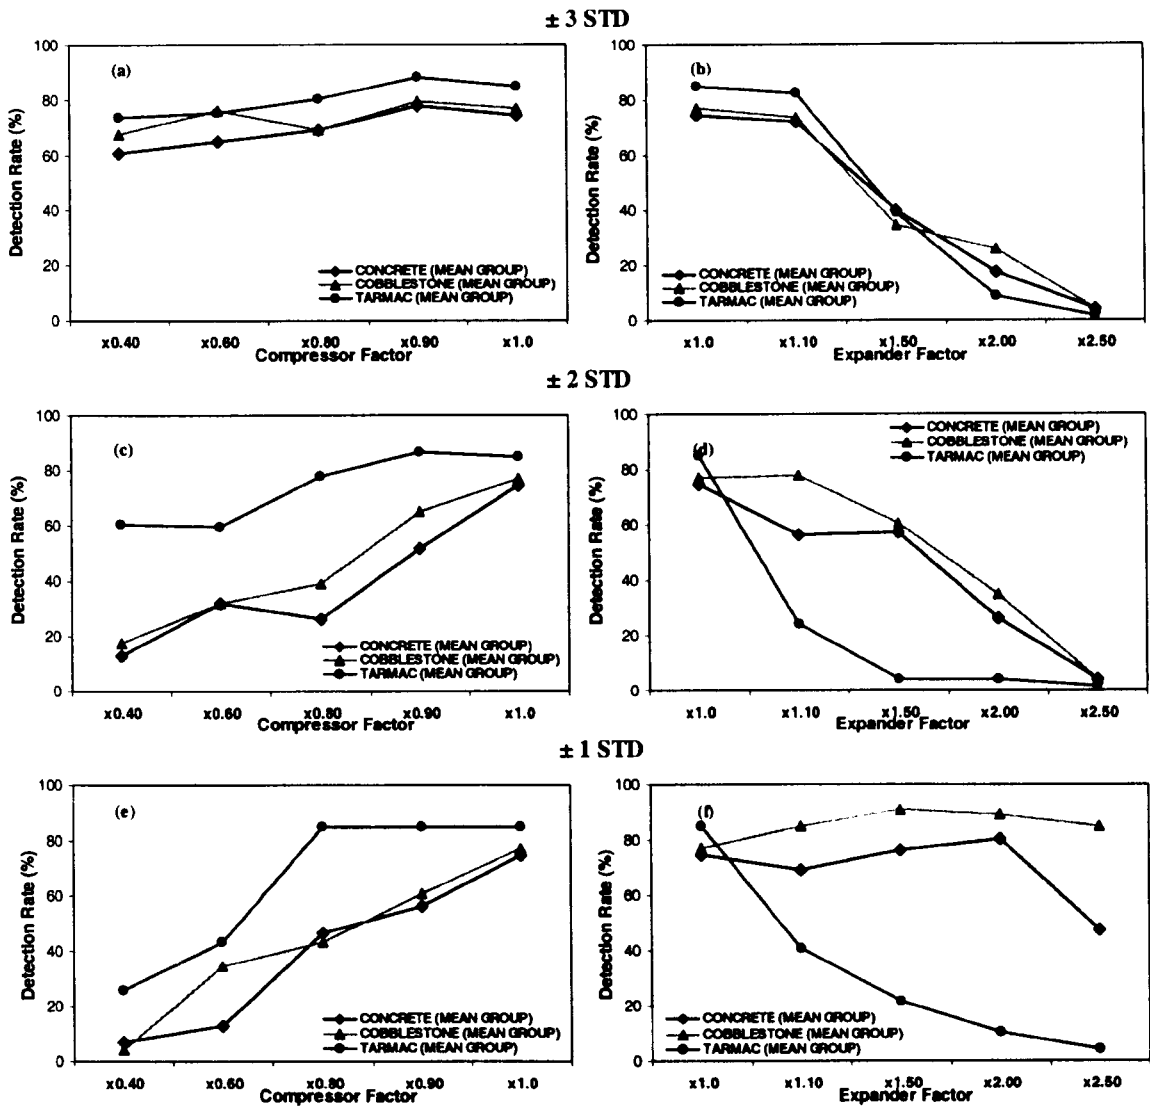 ± 3 STD
(a)
Detection Rate (%)
100
80
60
40
20
0
CONCRETE (MEAN GROUP)
COBBLESTONE (MEAN GROUP)
TARMAC (MEAN GROUP)
x0.40 x0.60 x0.80 x0.90 x1.0
Compressor Factor
(b)
Detection Rate (%)
100
80
60
40
20
0
CONCRETE (MEAN GROUP)
COBBLESTONE (MEAN GROUP)
TARMAC (MEAN GROUP)
x1.0 x1.10 x1.50 x2.00 x2.50
Expander Factor
± 2 STD
(c)
Detection Rate (%)
100
80
60
40
20
0
CONCRETE (MEAN GROUP)
COBBLESTONE (MEAN GROUP)
TARMAC (MEAN GROUP)
x0.40 x0.60 x0.80 x0.90 x1.0
Compressor Factor
(d)
Detection Rate (%)
100
80
60
40
20
0
CONCRETE (MEAN GROUP)
COBBLESTONE (MEAN GROUP)
TARMAC (MEAN GROUP)
x1.0 x1.10 x1.50 x2.00 x2.50
Expander Factor
± 1 STD
(e)
Detection Rate (%)
100
80
60
40
20
0
CONCRETE (MEAN GROUP)
COBBLESTONE (MEAN GROUP)
TARMAC (MEAN GROUP)
x0.40 x0.60 x0.80 x0.90 x1.0
Compressor Factor
(f)
Detection Rate (%)
100
80
60
40
20
0
CONCRETE (MEAN GROUP)
COBBLESTONE (MEAN GROUP)
TARMAC (MEAN GROUP)
x1.0 x1.10 x1.50 x2.00 x2.50
Expander Factor